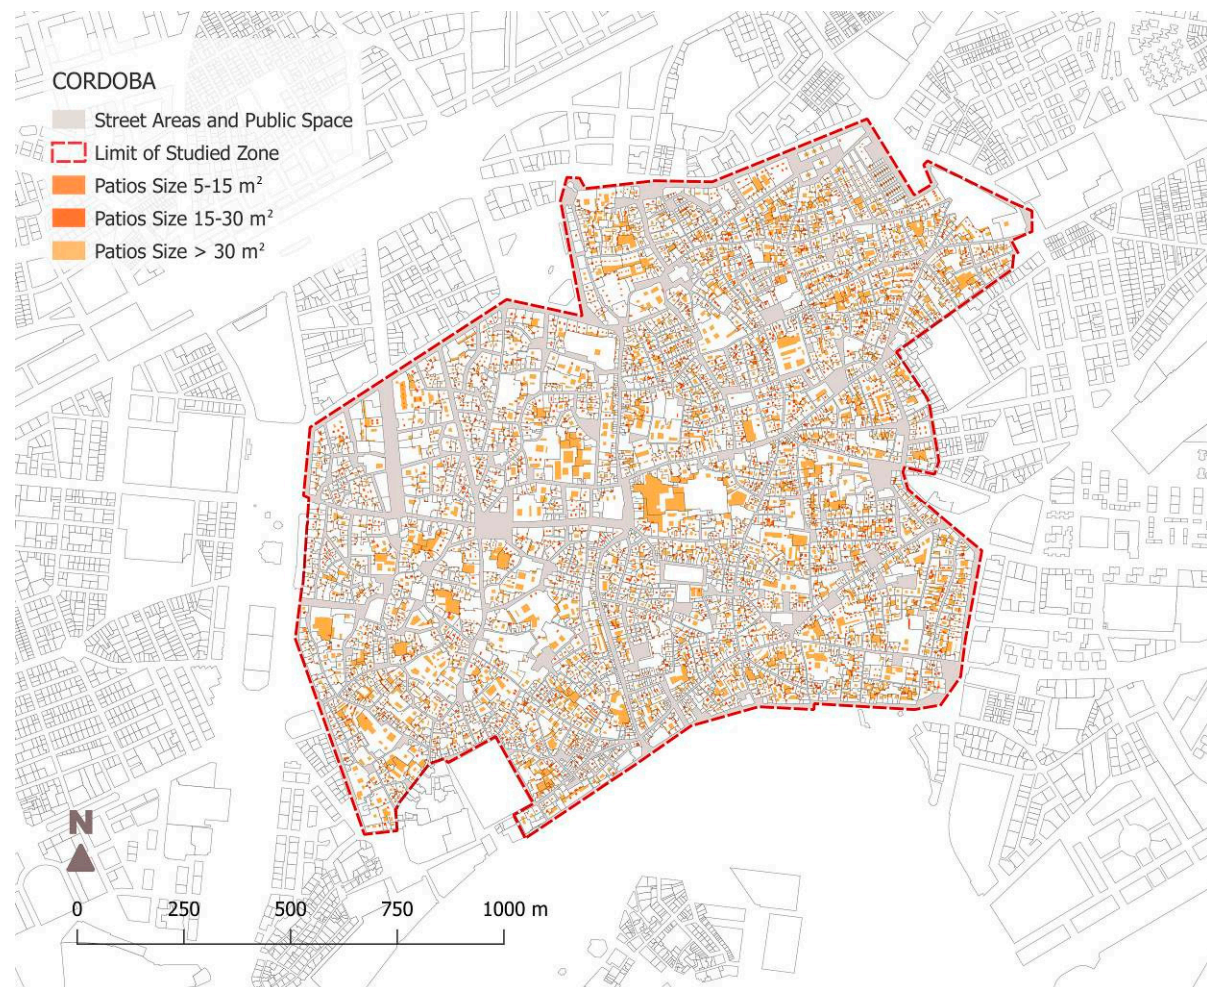 CORDOBA
Street Areas and Public Space
Limit of Studied Zone
Patios Size 5-15 m²
Patios Size 15-30 m²
Patios Size > 30 m²
N
0 250 500 750 1000 m